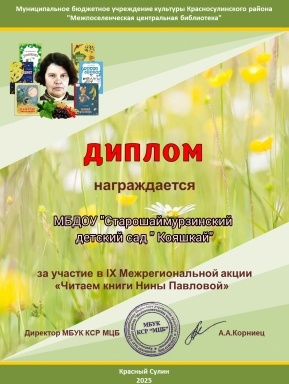 Муниципальное бюджетное учреждение культуры Красносулинского района
"Межпоселенческая центральная библиотека"
ДИПЛОМ
награждается
МБДОУ "Старошаймурзинский
детский сад " Кояшкай"
за участие в IX Межрегиональной акции
«Читаем книги Нины Павловой»
Директор МБУК КСР МЦБ
МБУК
КСР "МЦБ"
А.А.Корниец
Красный Сулин
2025